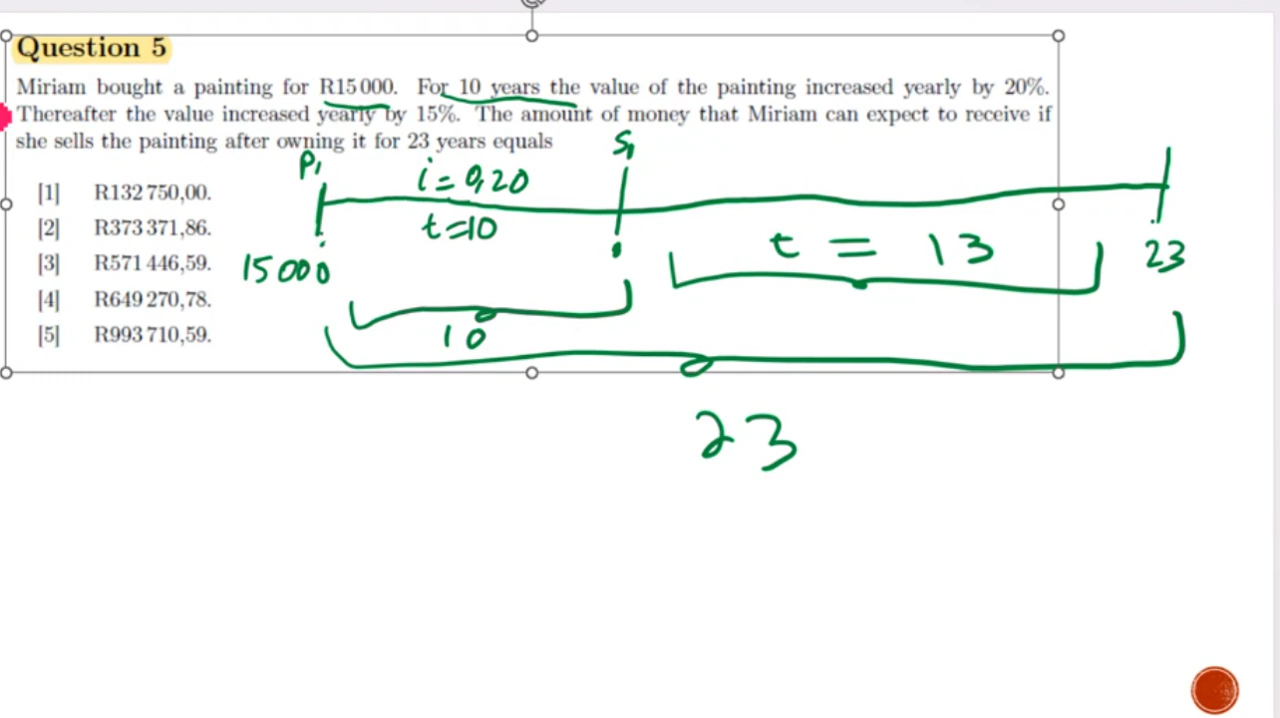 Question 5
Miriam bought a painting for R15 000. For 10 years the value of the painting increased yearly by 20%.
Thereafter the value increased yearly by 15%. The amount of money that Miriam can expect to receive if
she sells the painting after owning it for 23 years equals
[1] R132 750,00.
[2] R373 371,86.
[3] R571 446,59.
[4] R649 270,78.
[5] R993 710,59.
P1
i = 0,20
S1
t = 10
15000
t = 13
23
10
23